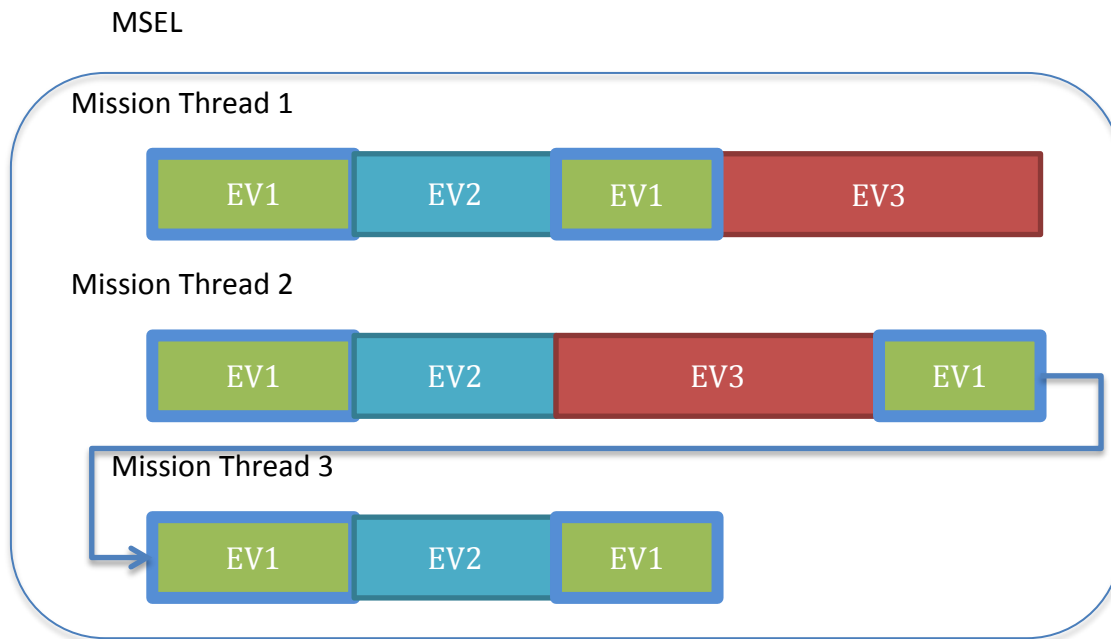 MSEL
Mission Thread 1
EV1 EV2 EV1 EV3
Mission Thread 2
EV1 EV2 EV3 EV1
Mission Thread 3
EV1 EV2 EV1